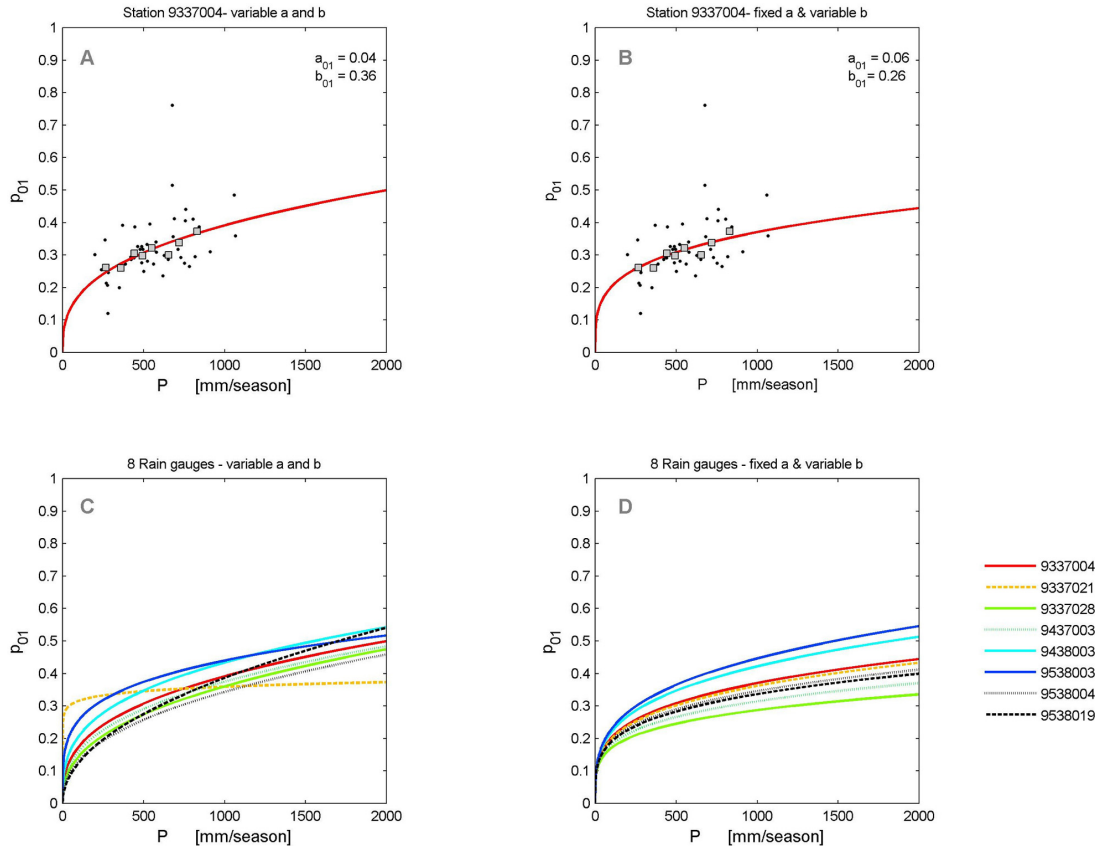 Station 9337004- variable a and b
1
0.9
0.8
0.7
0.6
0.5
0.4
0.3
0.2
0.1
0
p01
A
a01 = 0.04
b01 = 0.36
0 500 1000 1500 2000
P [mm/season]
Station 9337004- fixed a & variable b
1
0.9
0.8
0.7
0.6
0.5
0.4
0.3
0.2
0.1
0
p01
B
a01 = 0.06
b01 = 0.26
0 500 1000 1500 2000
P [mm/season]
8 Rain gauges - variable a and b
1
0.9
0.8
0.7
0.6
0.5
0.4
0.3
0.2
0.1
0
p01
C
0 500 1000 1500 2000
P [mm/season]
8 Rain gauges - fixed a & variable b
1
0.9
0.8
0.7
0.6
0.5
0.4
0.3
0.2
0.1
0
p01
D
0 500 1000 1500 2000
P [mm/season]
9337004
9337021
9337028
9437003
9438003
9538003
9538004
9538019